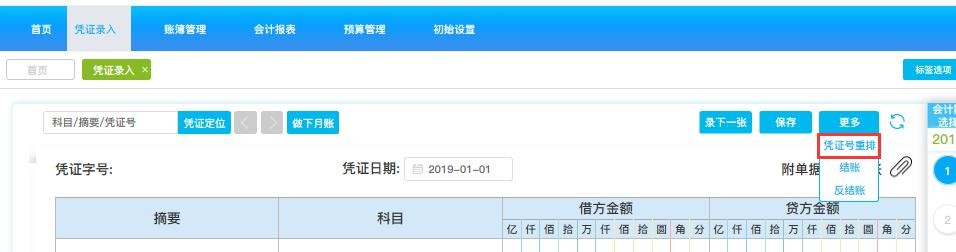 首页 凭证录入 账簿管理 会计报表 预算管理 初始设置
首页 凭证录入 × 标签选项
科目/摘要/凭证号 凭证定位 < > 做下月账 录下一张 保存 更多
凭证号重排
结账
反结账
会计
选择
201
1
2
凭证字号: 凭证日期: 2019-01-01 附单据
摘要 科目 借方金额 贷方金额
亿 仟 佰 拾 万 仟 佰 拾 圆 角 分 亿 仟 佰 拾 万 仟 佰 拾 圆 角 分